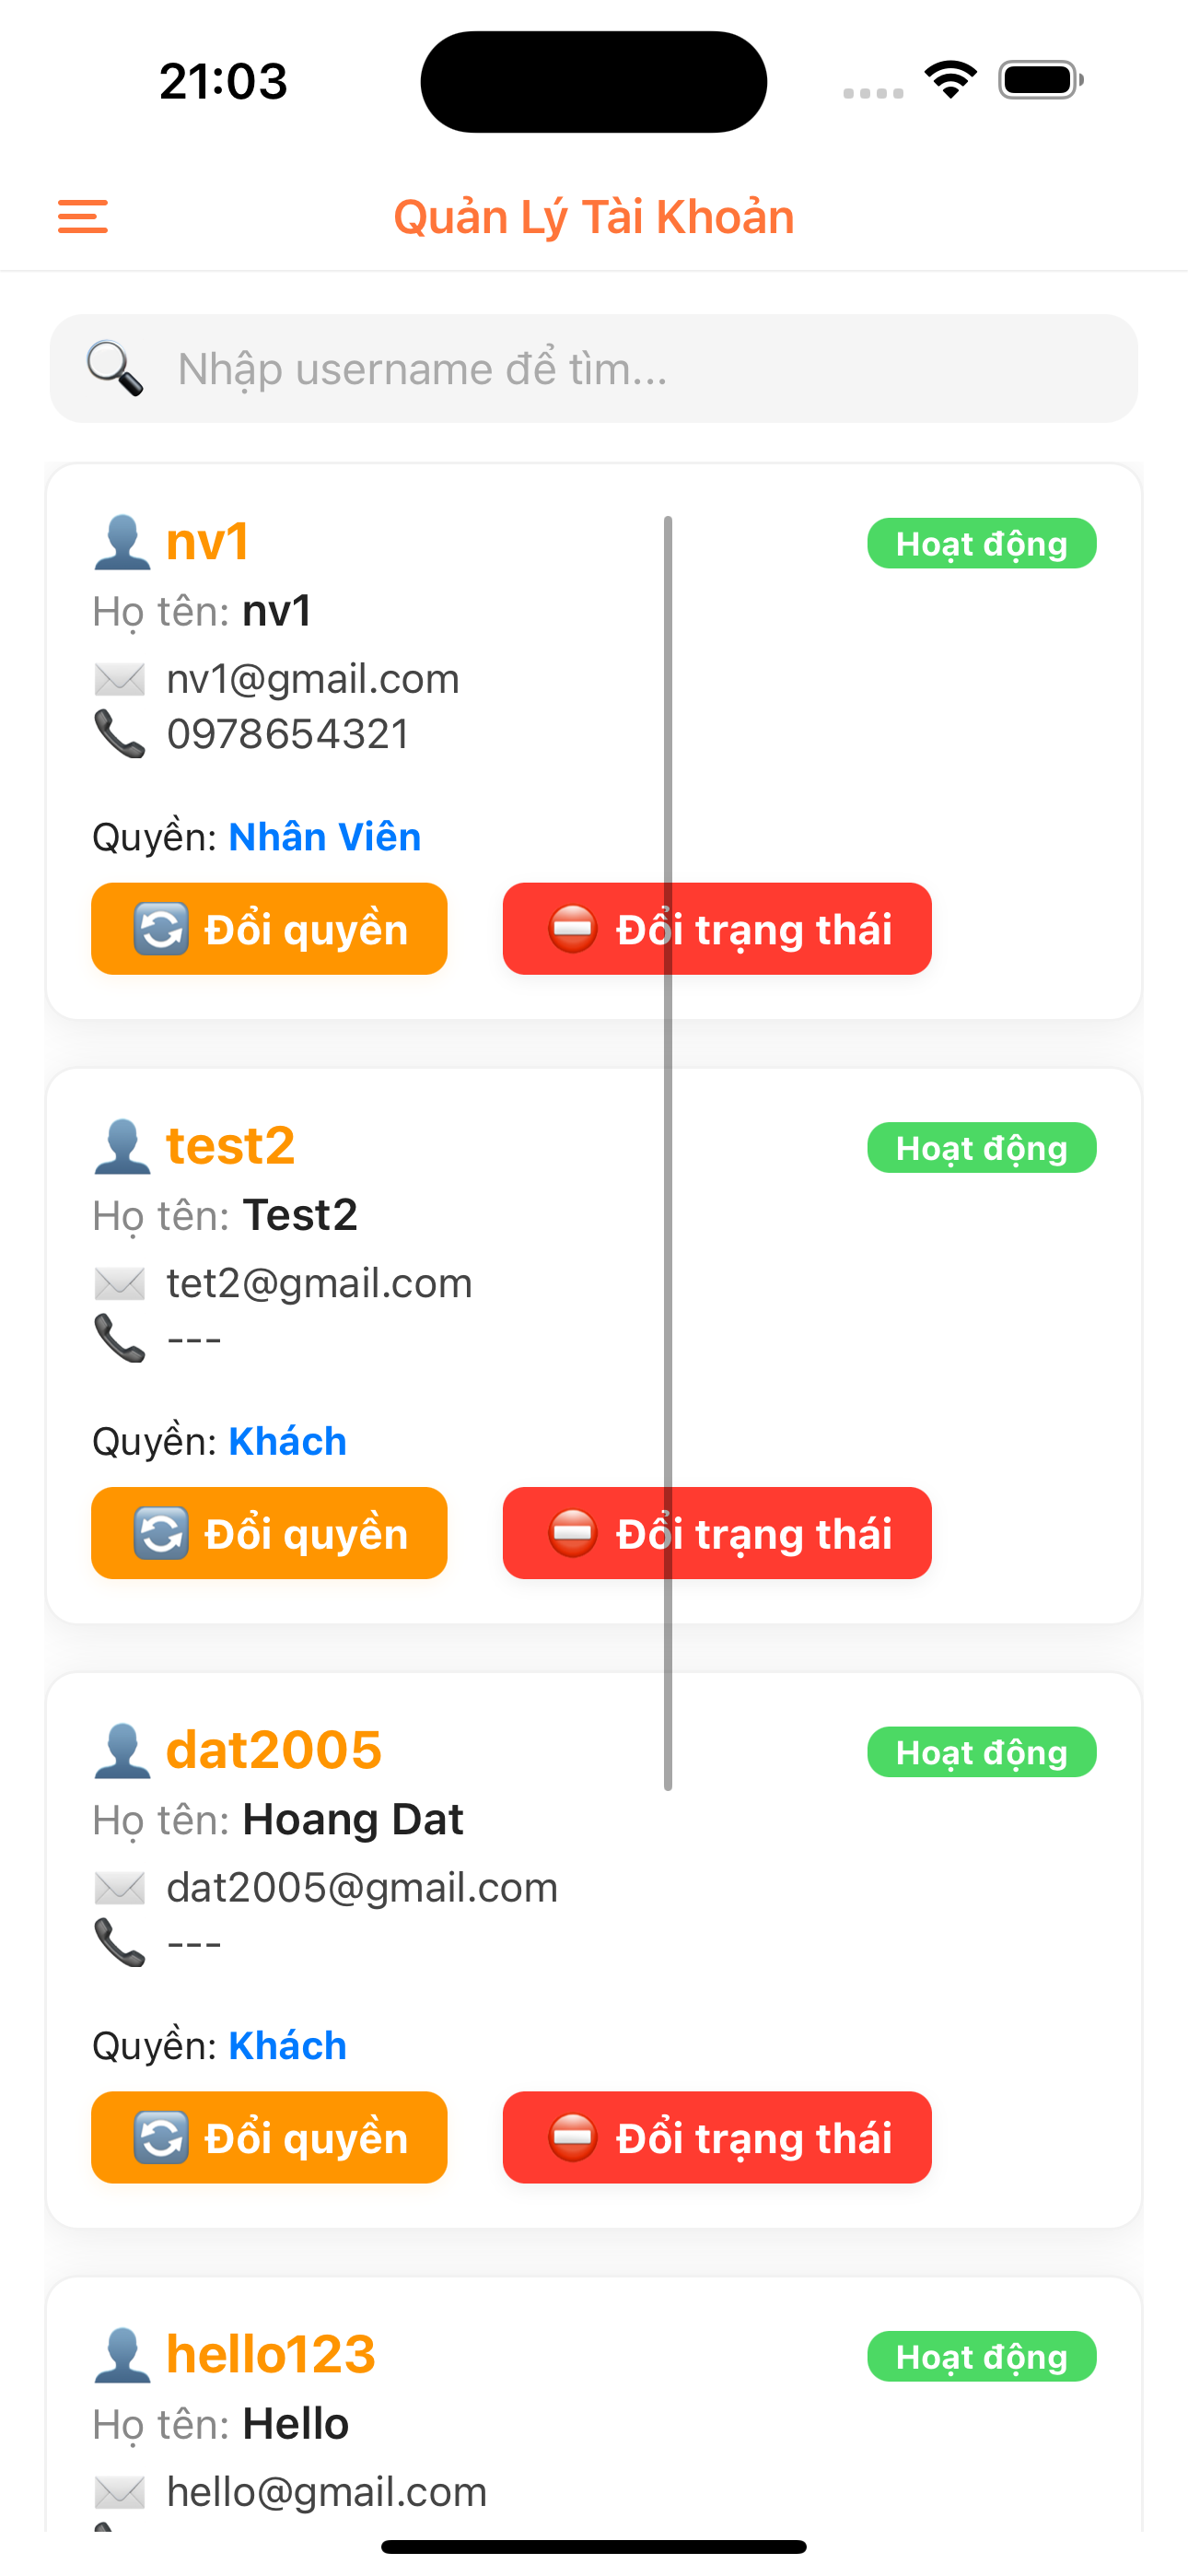 21:03
Quản Lý Tài Khoản
Nhập username để tìm...
nv1
Hoạt động
Họ tên: nv1
nv1@gmail.com
0978654321
Quyền: Nhân Viên
Đổi quyền
Đổi trạng thái
test2
Hoạt động
Họ tên: Test2
tet2@gmail.com
---
Quyền: Khách
Đổi quyền
Đổi trạng thái
dat2005
Hoạt động
Họ tên: Hoang Dat
dat2005@gmail.com
---
Quyền: Khách
Đổi quyền
Đổi trạng thái
hello123
Hoạt động
Họ tên: Hello
hello@gmail.com